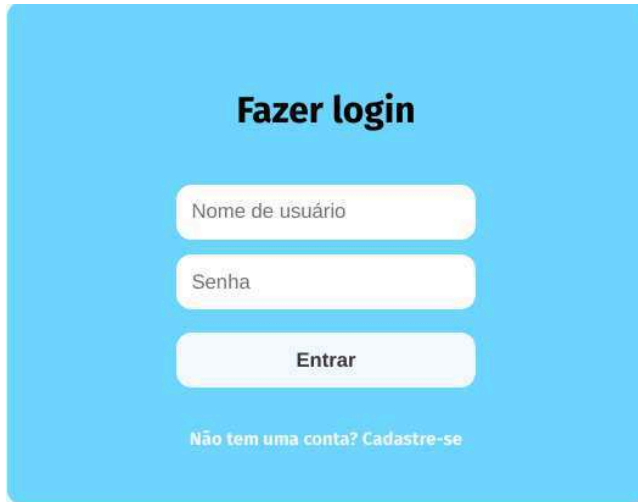 Fazer login
Nome de usuário
Senha
Entrar
Não tem uma conta? Cadastre-se